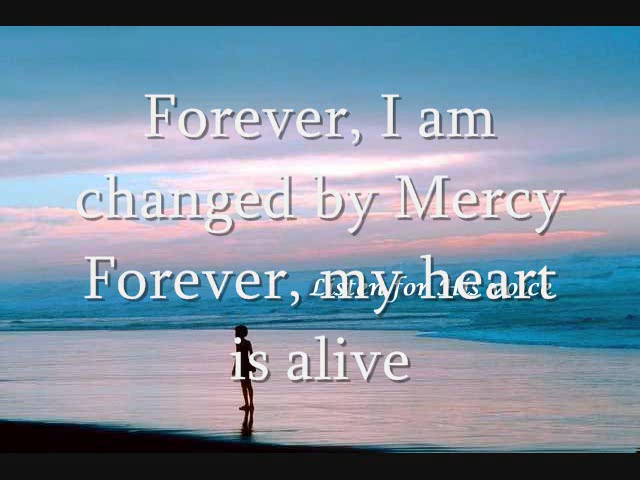 Forever, I am
changed by Mercy
Forever, my heart
Listen for His voice
is alive